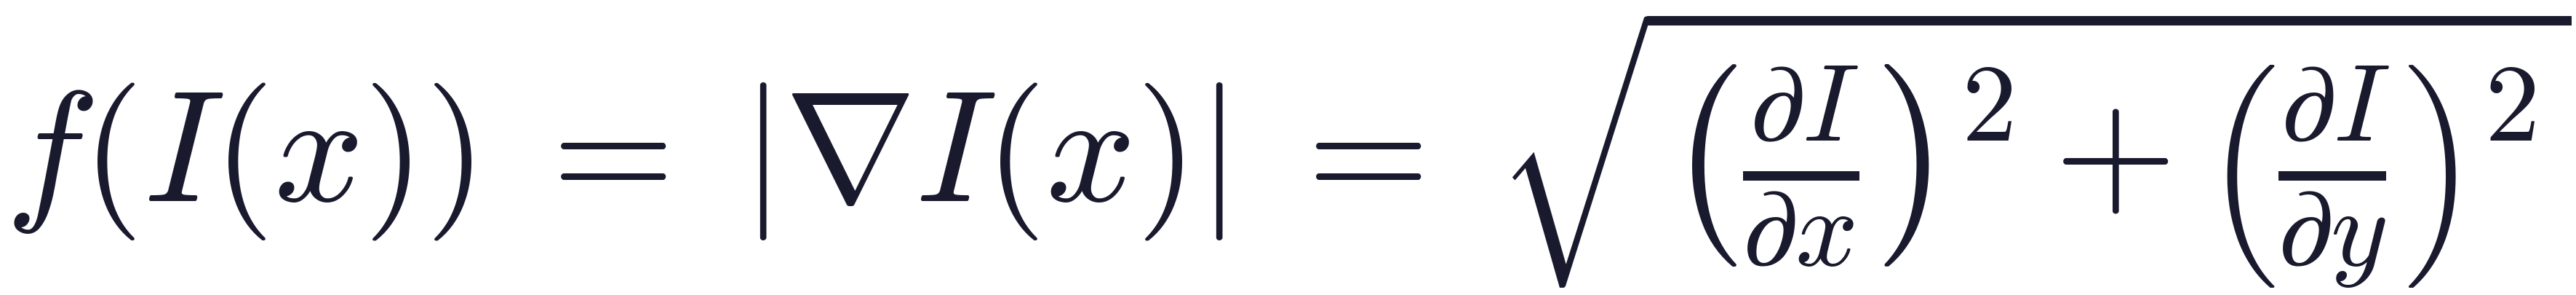 f(I(x)) = |∇I(x)| = √((∂I/∂x)² + (∂I/∂y)²)